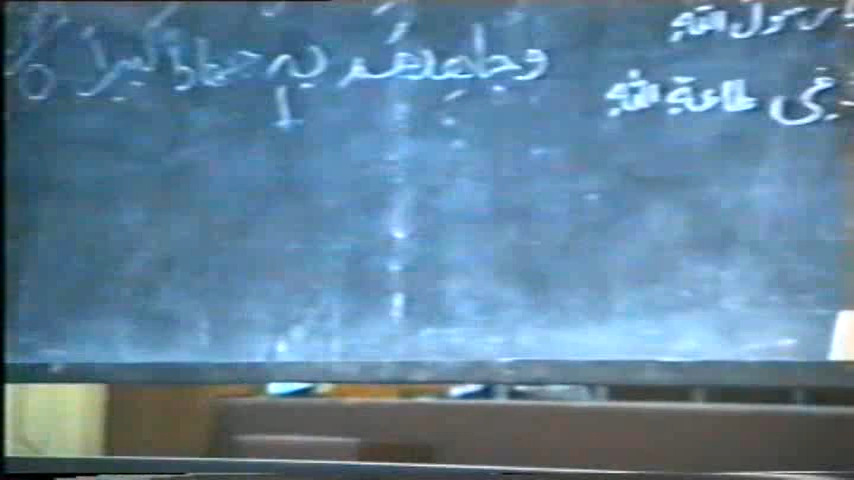 رسول الله
وجاهدهم به جهادا كبيرا
في طاعة الله